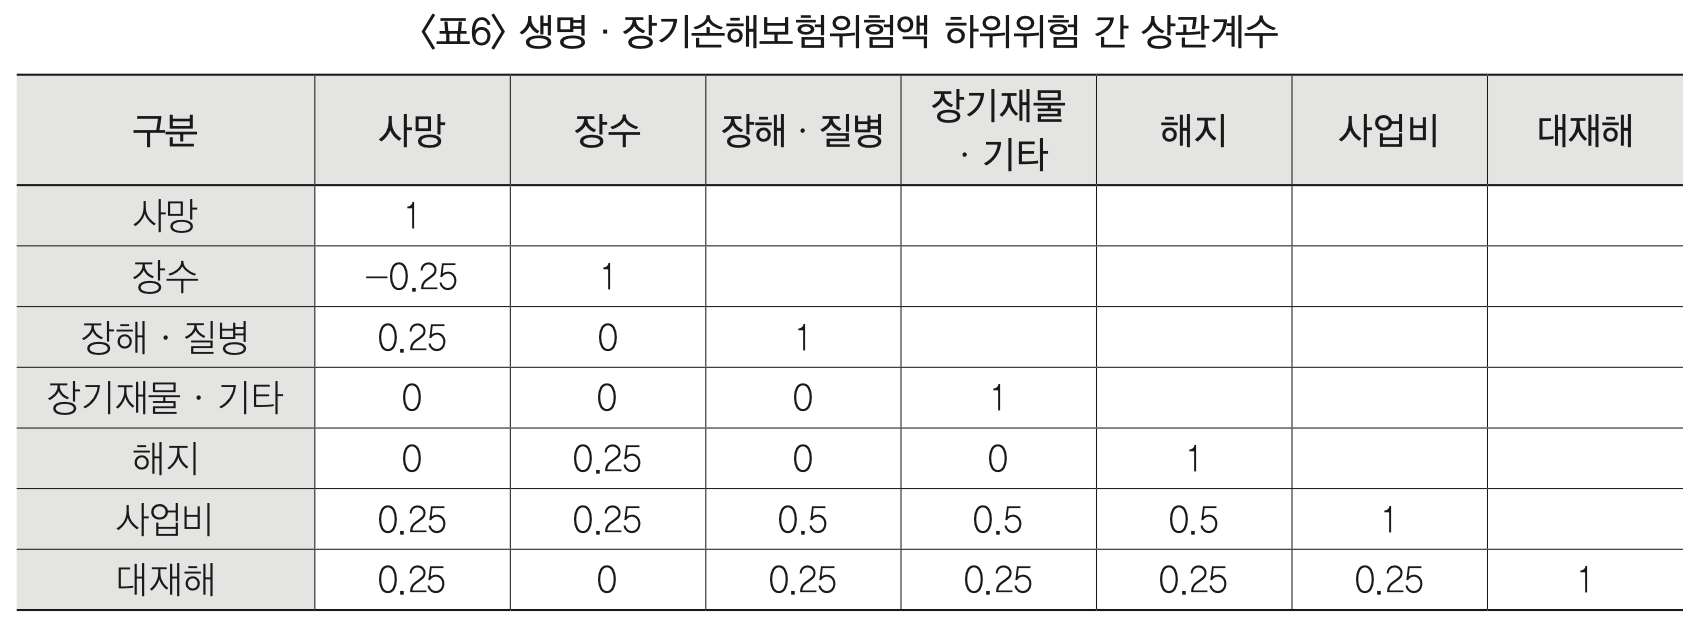 〈표6〉 생명 · 장기손해보험위험액 하위위험 간 상관계수
구분 사망 장수 장해 · 질병 장기재물 · 기타 해지 사업비 대재해
사망 1
장수 −0.25 1
장해 · 질병 0.25 0 1
장기재물 · 기타 0 0 0 1
해지 0 0.25 0 0 1
사업비 0.25 0.25 0.5 0.5 0.5 1
대재해 0.25 0 0.25 0.25 0.25 0.25 1